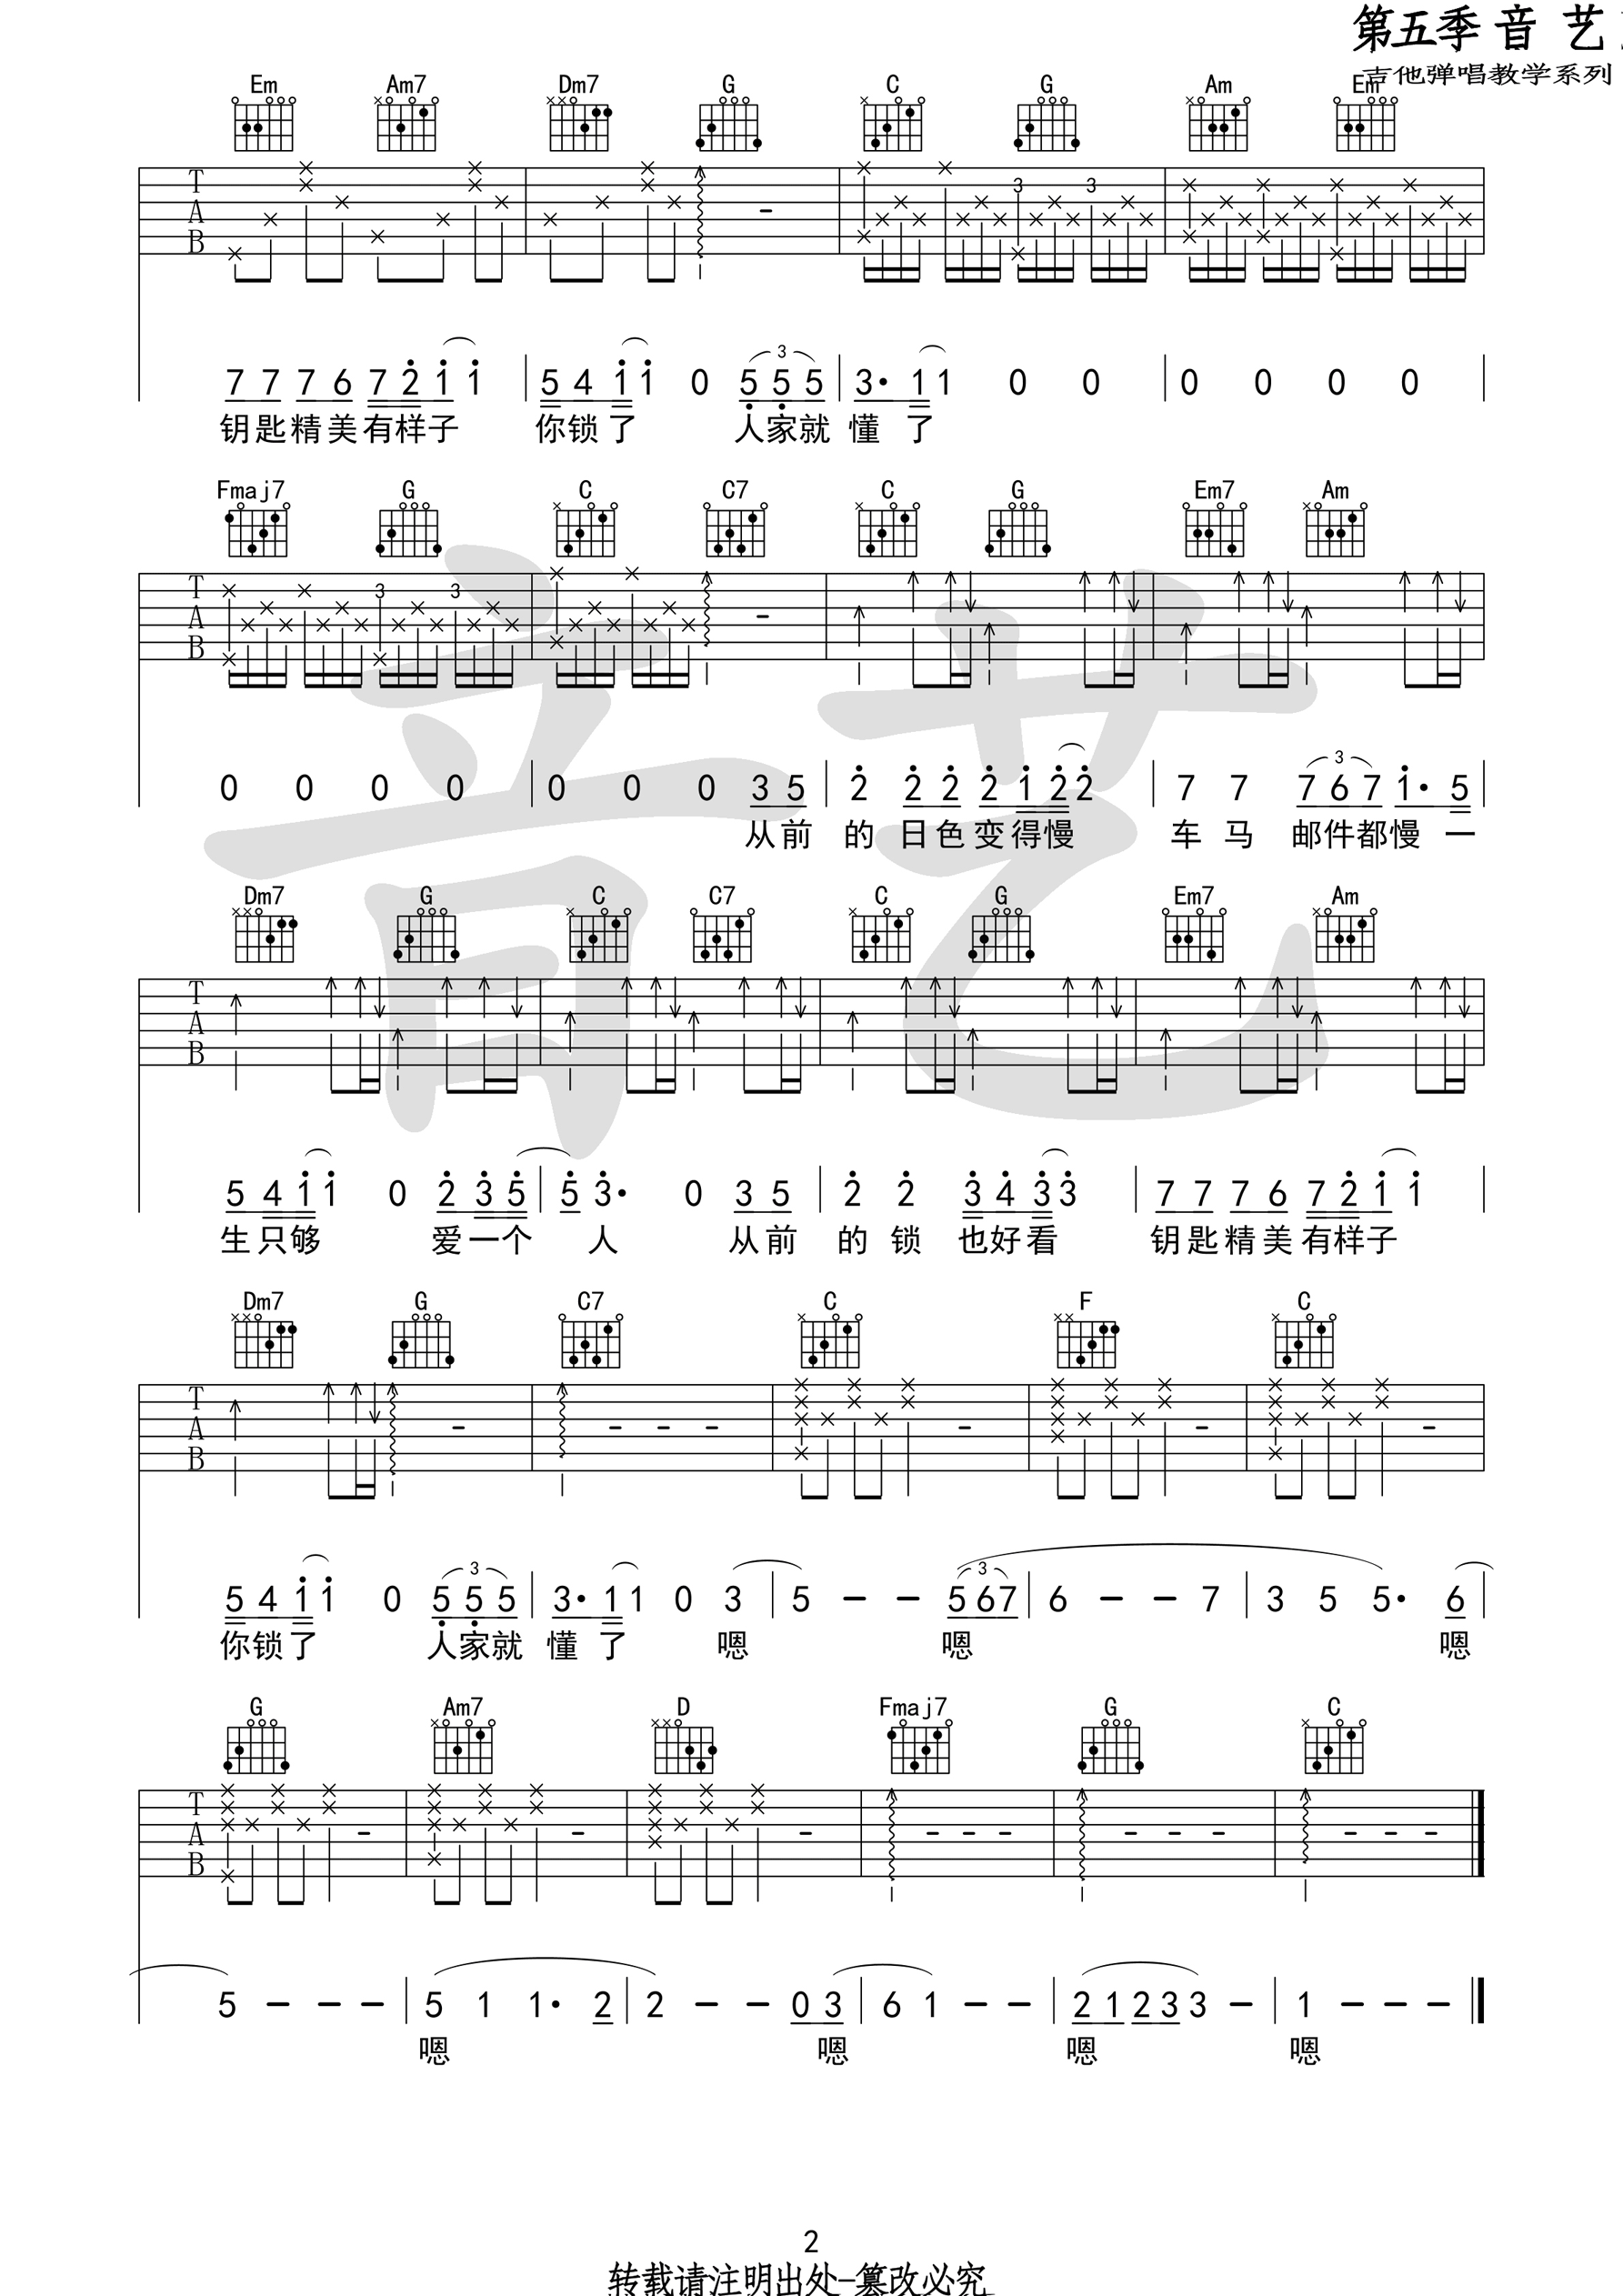 第五季 音 艺
吉他弹唱教学系列
Em Am7 Dm7 G C G Am Em
3 3
T
A
B
3
7 7 7 6 7 2 1 1 | 5 4 1 1 0 5 5 5 | 3· 1 1 0 0 | 0 0 0 0 |
钥匙精美有样子 你锁了 人家就 懂 了
Fmaj7 G C C7 C G Em7 Am
3 3
T
A
B
3
0 0 0 0 | 0 0 0 3 5 | 2 2 2 2 1 2 2 | 7 7 7 6 7 1· 5 |
从前 的 日色变得慢 车 马 邮件都慢 一
音艺
Dm7 G C C7 C G Em7 Am
T
A
B
5 4 1 1 0 2 3 5 | 5 3· 0 3 5 | 2 2 3 4 3 3 | 7 7 7 6 7 2 1 1 |
生只够 爱一个 人 从前 的 锁 也好看 钥匙精美有样子
Dm7 G C7 C F C
T
A
B
3 3
5 4 1 1 0 5 5 5 | 3· 1 1 0 3 | 5 – – 5 6 7 | 6 – – 7 | 3 5 5· 6 |
你锁了 人家就 懂 了 嗯 嗯 嗯
G Am7 D Fmaj7 G C
T
A
B
5 – – – | 5 1 1· 2 | 2 – – 0 3 | 6 1 – – | 2 1 2 3 3 – | 1 – – – ‖
嗯 嗯 嗯 嗯
2
转载请注明出处-篡改必究